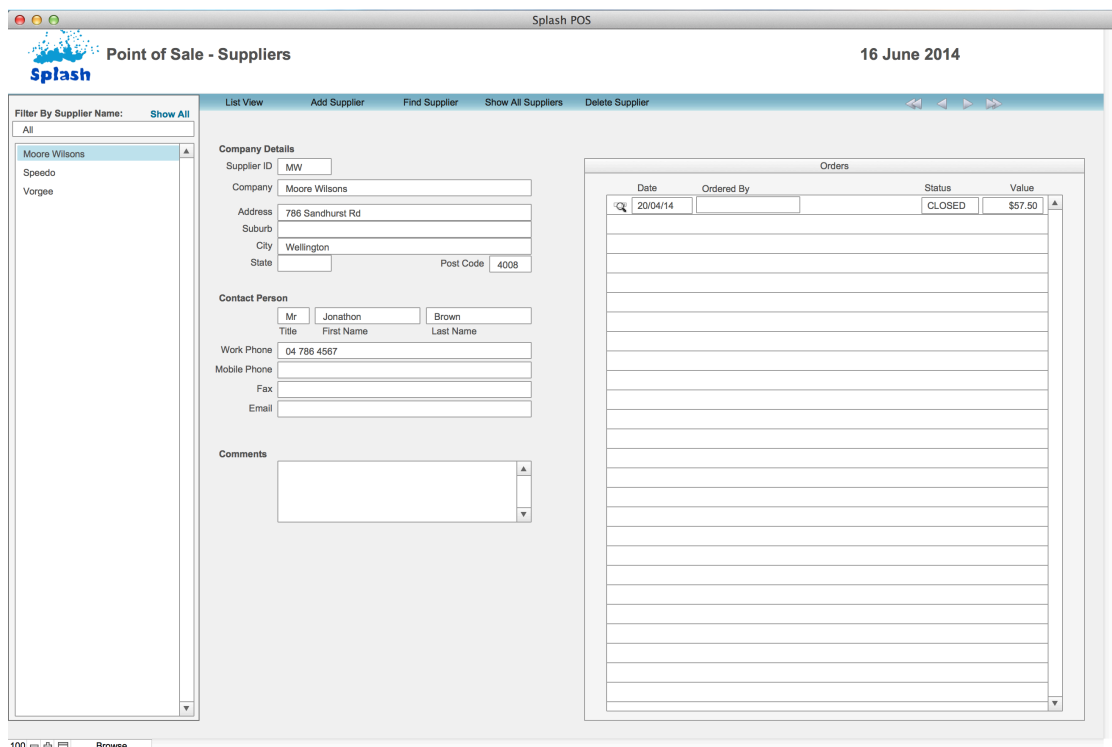 Splash POS
Splash
Point of Sale - Suppliers
16 June 2014
List View Add Supplier Find Supplier Show All Suppliers Delete Supplier
Filter By Supplier Name: Show All
All
Moore Wilsons
Speedo
Vorgee
Company Details
Supplier ID MW
Company Moore Wilsons
Address 786 Sandhurst Rd
Suburb
City Wellington
State Post Code 4008
Contact Person
Mr Jonathon Brown
Title First Name Last Name
Work Phone 04 786 4567
Mobile Phone
Fax
Email
Comments
Orders
Date Ordered By Status Value
20/04/14 CLOSED $57.50
100 Browse